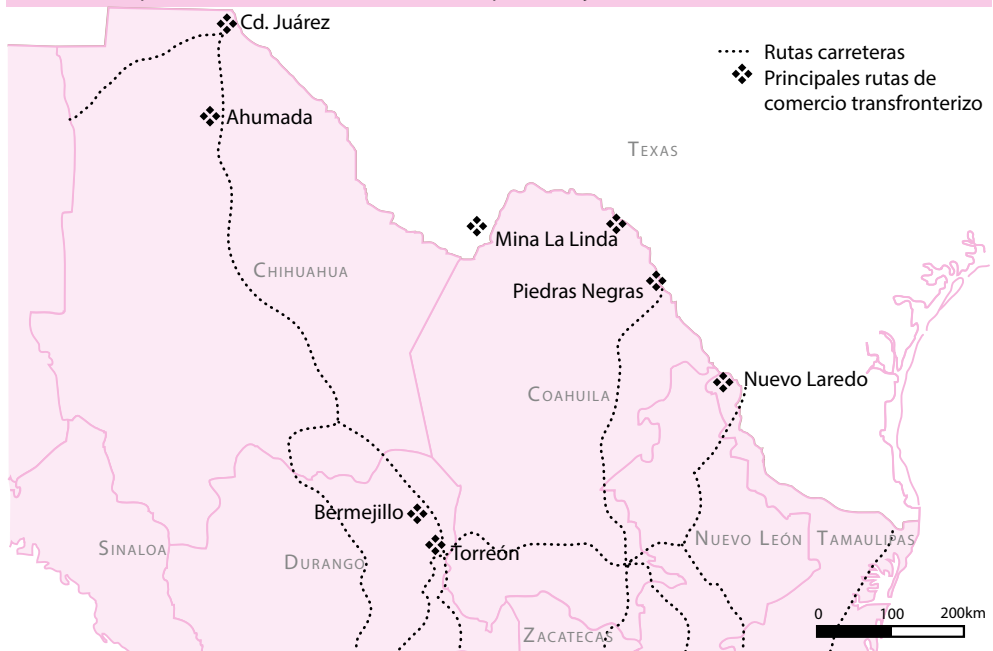 Cd. Juárez
Rutas carreteras
Principales rutas de
comercio transfronterizo
Ahumada
TEXAS
Mina La Linda
CHIHUAHUA
Piedras Negras
Nuevo Laredo
COAHUILA
Bermejillo
SINALOA
DURANGO
Torreón
NUEVO LEÓN
TAMAULIPAS
0 100 200km
ZACATECAS